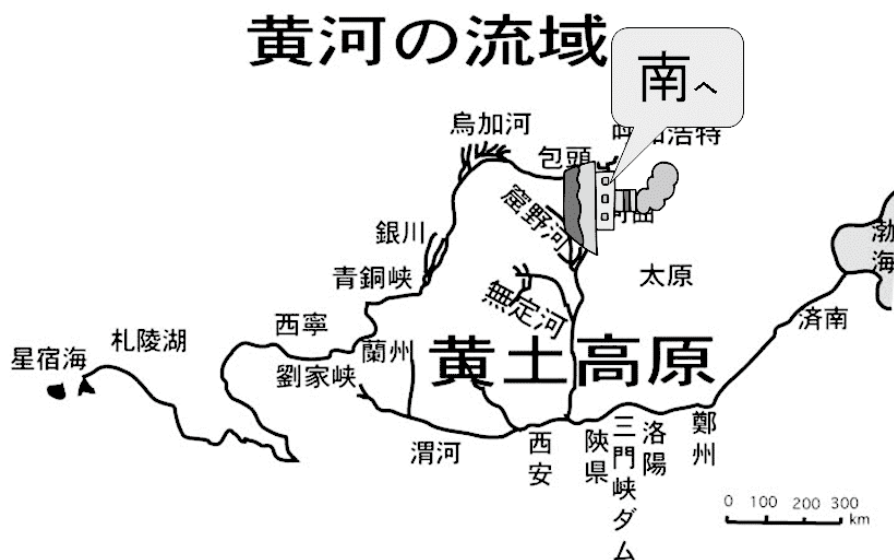 黄河の流域
南へ
烏加河
包頭
窟野河
銀川
青銅峡
太原
渤海
無定河
済南
西寧
札陵湖
星宿海
蘭州
劉家峡
黄土高原
渭河
西安
陝県
三門峡ダム
洛陽
鄭州
0 100 200 300
km